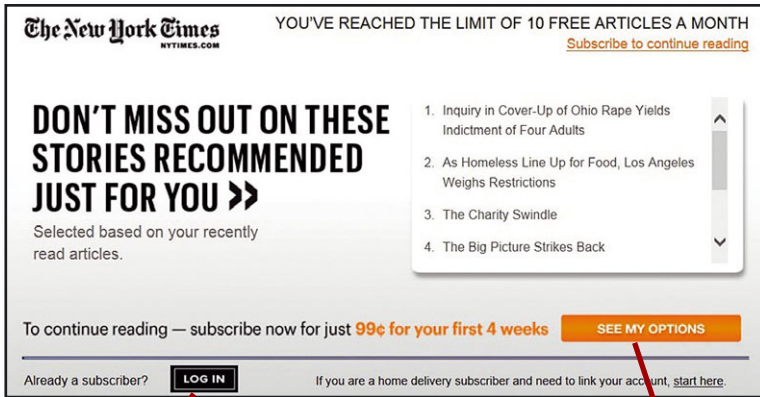 The New York Times
NYTIMES.COM
YOU'VE REACHED THE LIMIT OF 10 FREE ARTICLES A MONTH
Subscribe to continue reading
DON'T MISS OUT ON THESE
STORIES RECOMMENDED
JUST FOR YOU >>
Selected based on your recently
read articles.
1. Inquiry in Cover-Up of Ohio Rape Yields
Indictment of Four Adults
2. As Homeless Line Up for Food, Los Angeles
Weighs Restrictions
3. The Charity Swindle
4. The Big Picture Strikes Back
To continue reading — subscribe now for just 99¢ for your first 4 weeks
SEE MY OPTIONS
Already a subscriber?
LOG IN
If you are a home delivery subscriber and need to link your account, start here.